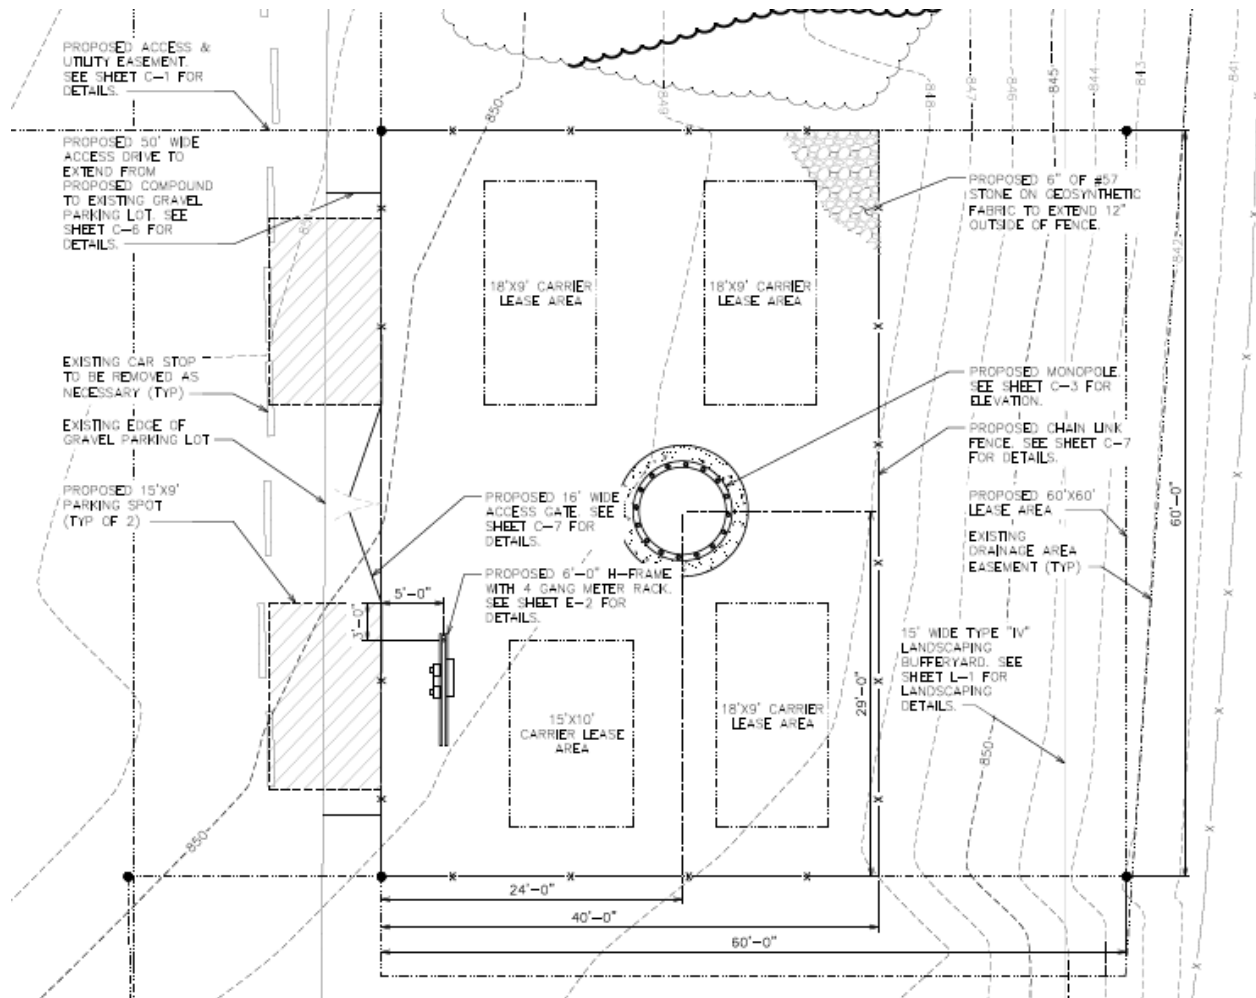 PROPOSED ACCESS &
UTILITY EASEMENT.
SEE SHEET C-1 FOR
DETAILS.
PROPOSED 50' WIDE
ACCESS DRIVE TO
EXTEND FROM
PROPOSED COMPOUND
TO EXISTING GRAVEL
PARKING LOT. SEE
SHEET C-6 FOR
DETAILS.
EXISTING CAR STOP
TO BE REMOVED AS
NECESSARY (TYP)
EXISTING EDGE OF
GRAVEL PARKING LOT
PROPOSED 15'X9'
PARKING SPOT
(TYP OF 2)
850
849
848
847
846
845
844
843
841
842
18'X9' CARRIER
LEASE AREA
18'X9' CARRIER
LEASE AREA
PROPOSED 6" OF #57
STONE ON GEOSYNTHETIC
FABRIC TO EXTEND 12"
OUTSIDE OF FENCE.
PROPOSED MONOPOLE.
SEE SHEET C-3 FOR
ELEVATION.
PROPOSED CHAIN LINK
FENCE. SEE SHEET C-7
FOR DETAILS.
PROPOSED 60'X60'
LEASE AREA
EXISTING
DRAINAGE AREA
EASEMENT (TYP)
60'-0"
PROPOSED 16' WIDE
ACCESS GATE. SEE
SHEET C-7 FOR
DETAILS.
PROPOSED 6'-0" H-FRAME
WITH 4 GANG METER RACK.
SEE SHEET E-2 FOR
DETAILS.
5'-0"
3'-0"
15'X10'
CARRIER LEASE
AREA
18'X9' CARRIER
LEASE AREA
29'-0"
15' WIDE TYPE "IV"
LANDSCAPING
BUFFERYARD. SEE
SHEET L-1 FOR
LANDSCAPING
DETAILS.
850
850
24'-0"
40'-0"
60'-0"